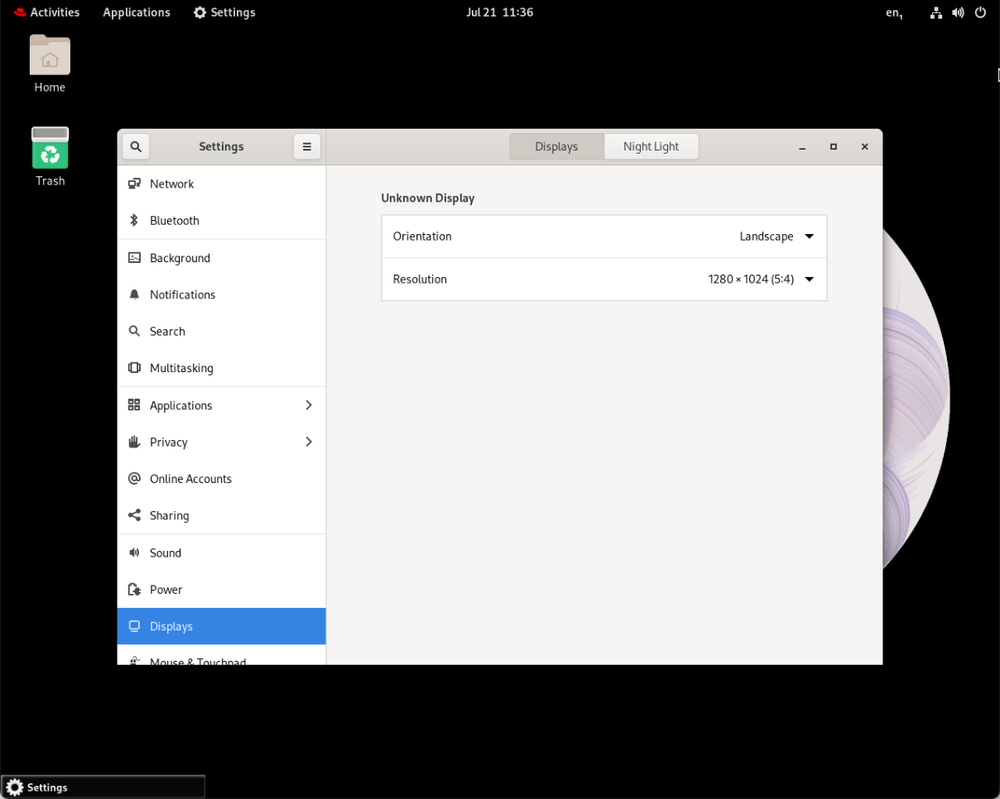 Activities Applications Settings Jul 21 11:36 en₁
Home
Trash
Settings Displays Night Light
Network
Bluetooth
Background
Notifications
Search
Multitasking
Applications
Privacy
Online Accounts
Sharing
Sound
Power
Displays
Mouse & Touchpad
Unknown Display
Orientation Landscape
Resolution 1280 × 1024 (5:4)
Settings